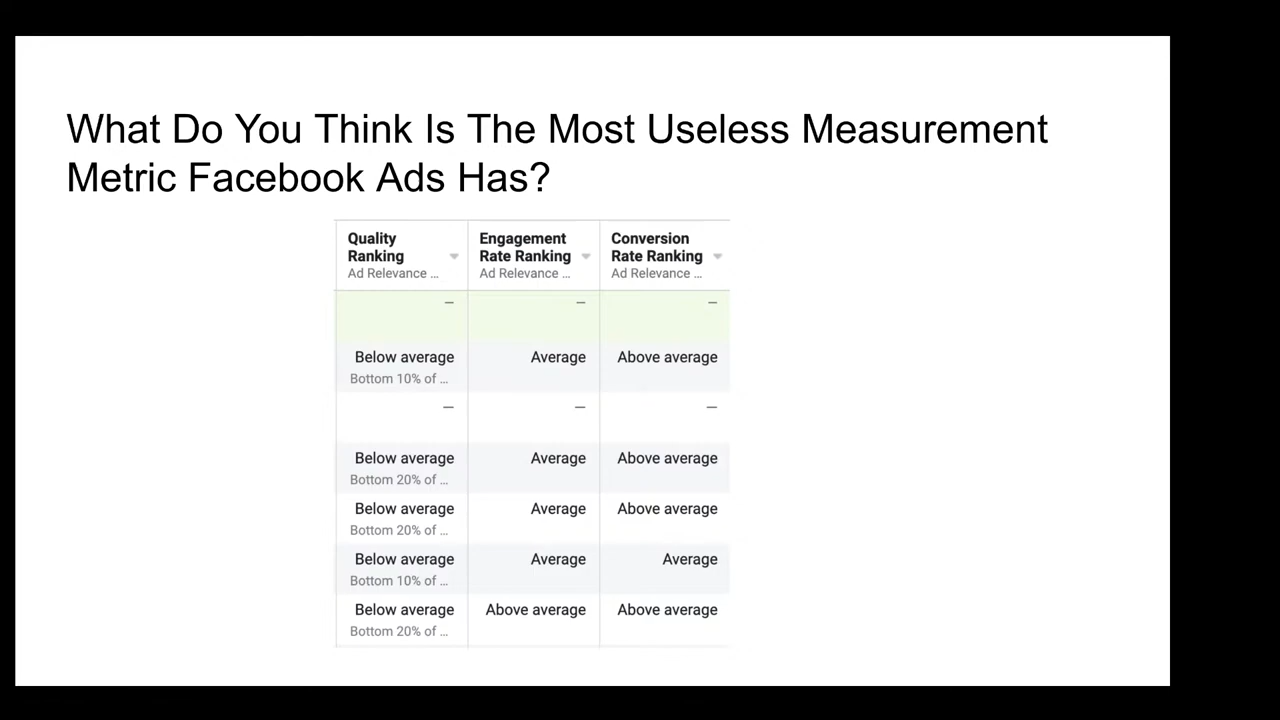 What Do You Think Is The Most Useless Measurement
Metric Facebook Ads Has?
Quality Engagement Conversion
Ranking Rate Ranking Rate Ranking
Ad Relevance ... Ad Relevance ... Ad Relevance ...
— — —
Below average Average Above average
Bottom 10% of ...
— — —
Below average Average Above average
Bottom 20% of ...
Below average Average Above average
Bottom 20% of ...
Below average Average Average
Bottom 10% of ...
Below average Above average Above average
Bottom 20% of ...